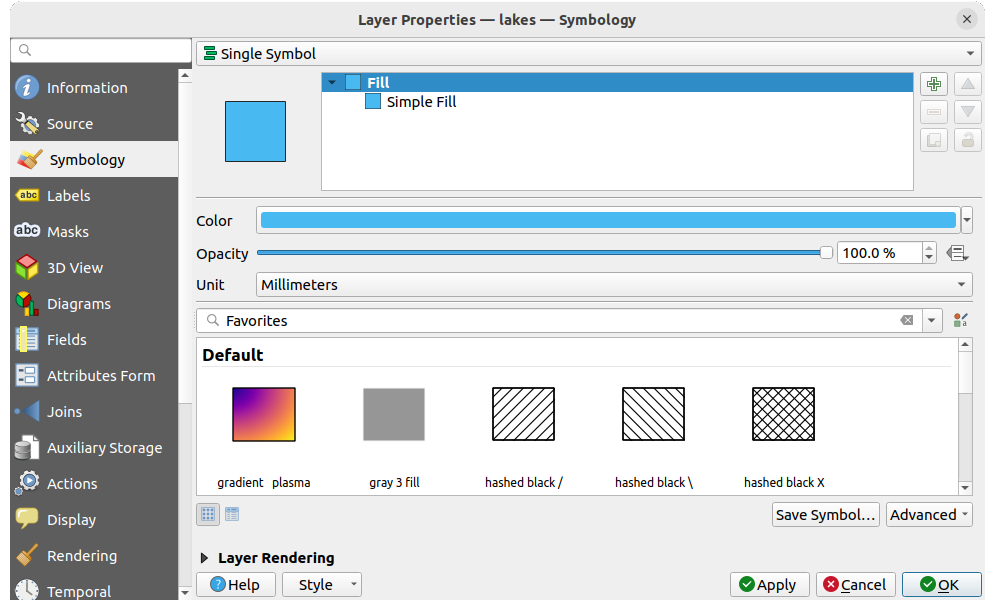 Layer Properties — lakes — Symbology
Single Symbol
Information
Source
Symbology
Labels
Masks
3D View
Diagrams
Fields
Attributes Form
Joins
Auxiliary Storage
Actions
Display
Rendering
Temporal
Fill
Simple Fill
Color
Opacity
100.0 %
Unit
Millimeters
Favorites
Default
gradient plasma
gray 3 fill
hashed black /
hashed black \
hashed black X
Save Symbol…
Advanced
Layer Rendering
Help
Style
Apply
Cancel
OK
abc
abc